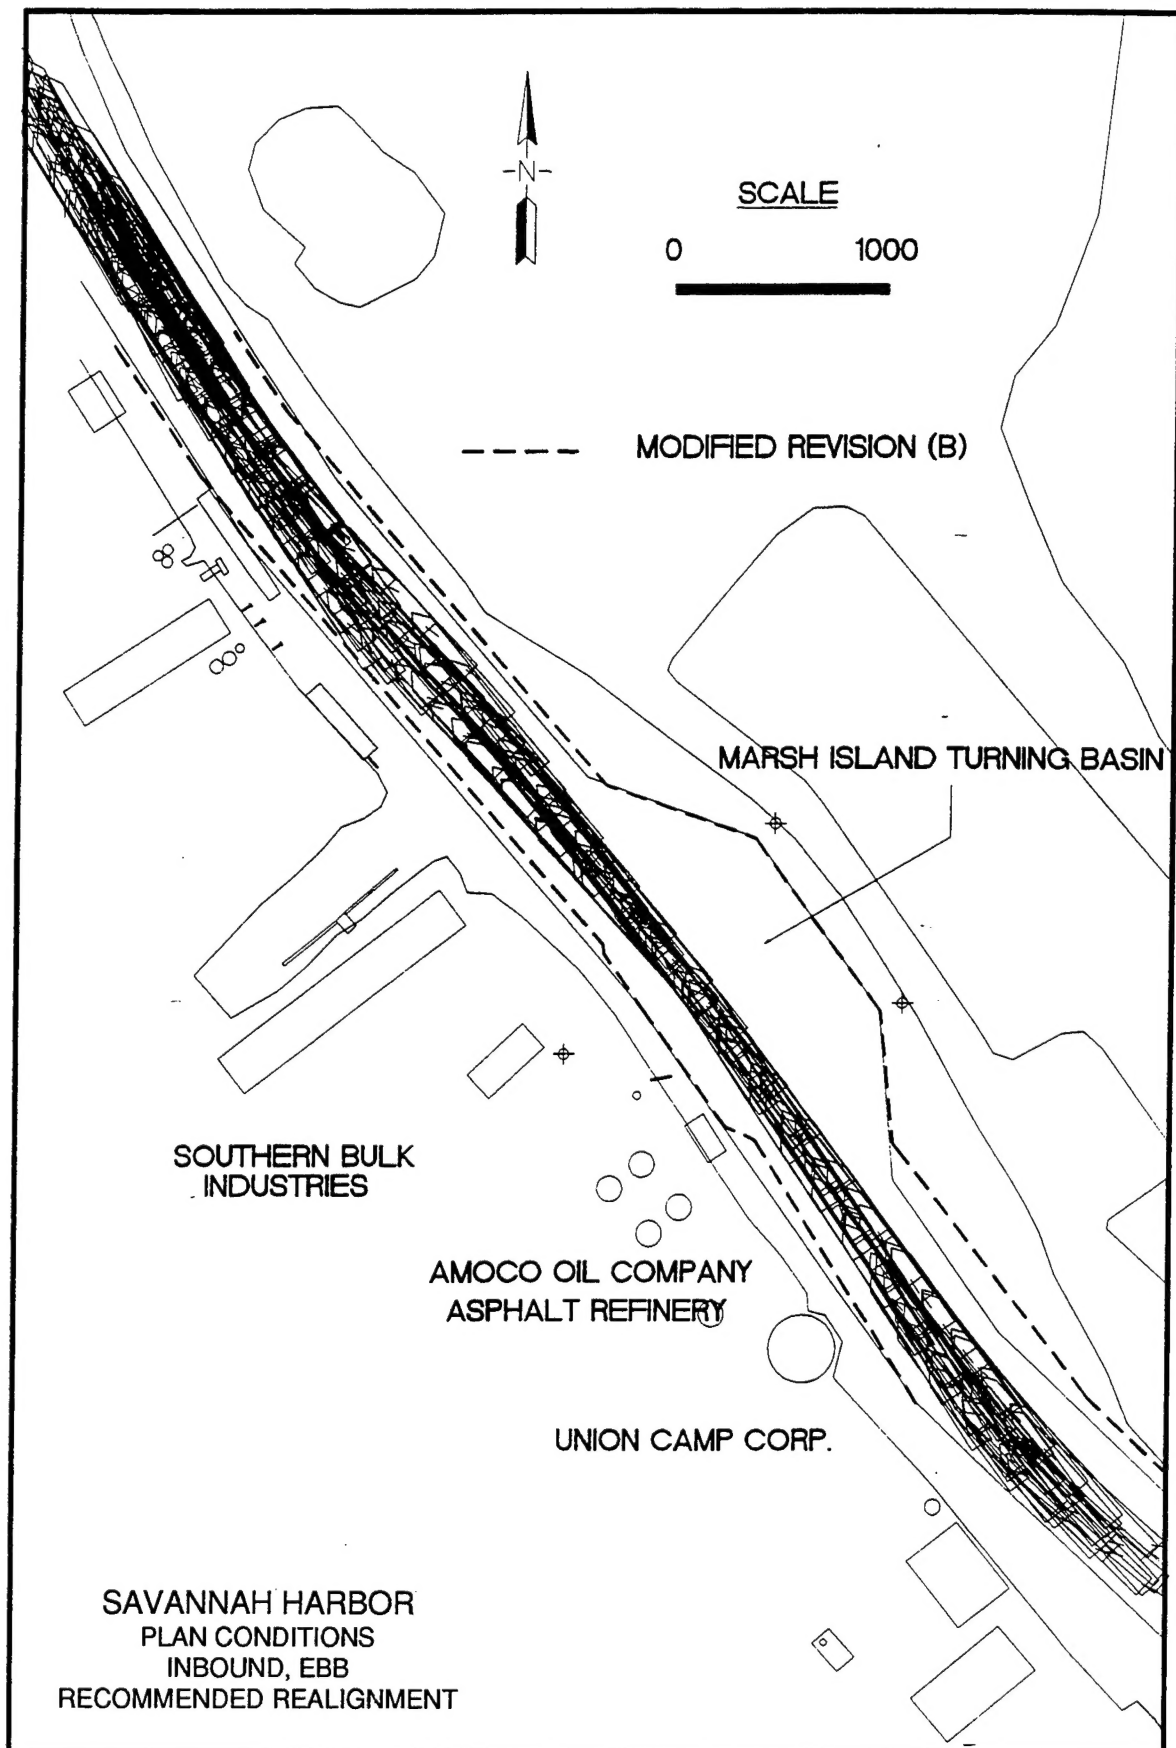 -N-
SCALE
0 1000
MODIFIED REVISION (B)
MARSH ISLAND TURNING BASIN
SOUTHERN BULK
INDUSTRIES
AMOCO OIL COMPANY
ASPHALT REFINERY
UNION CAMP CORP.
SAVANNAH HARBOR
PLAN CONDITIONS
INBOUND, EBB
RECOMMENDED REALIGNMENT